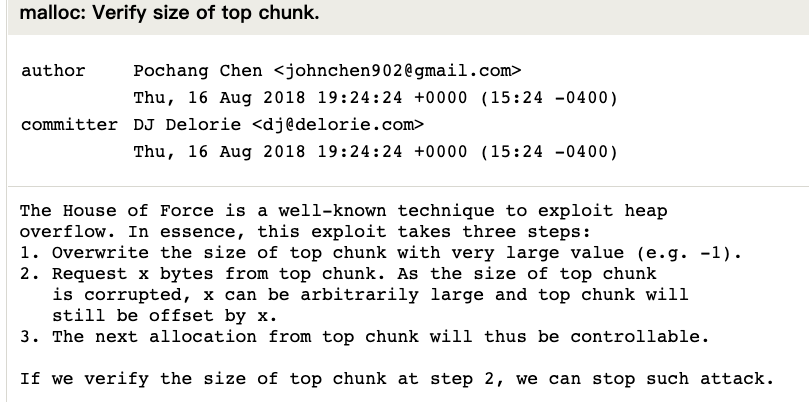 malloc: Verify size of top chunk.
author Pochang Chen <johnchen902@gmail.com>
Thu, 16 Aug 2018 19:24:24 +0000 (15:24 -0400)
committer DJ Delorie <dj@delorie.com>
Thu, 16 Aug 2018 19:24:24 +0000 (15:24 -0400)
The House of Force is a well-known technique to exploit heap
overflow. In essence, this exploit takes three steps:
1. Overwrite the size of top chunk with very large value (e.g. -1).
2. Request x bytes from top chunk. As the size of top chunk
is corrupted, x can be arbitrarily large and top chunk will
still be offset by x.
3. The next allocation from top chunk will thus be controllable.
If we verify the size of top chunk at step 2, we can stop such attack.